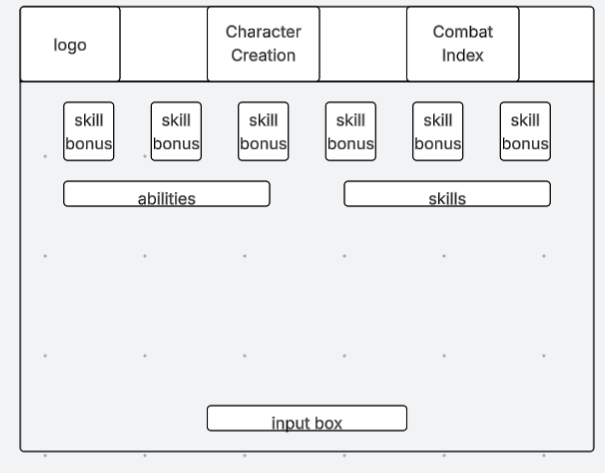 logo
Character
Creation
Combat
Index
skill
bonus
skill
bonus
skill
bonus
skill
bonus
skill
bonus
skill
bonus
abilities
skills
input box